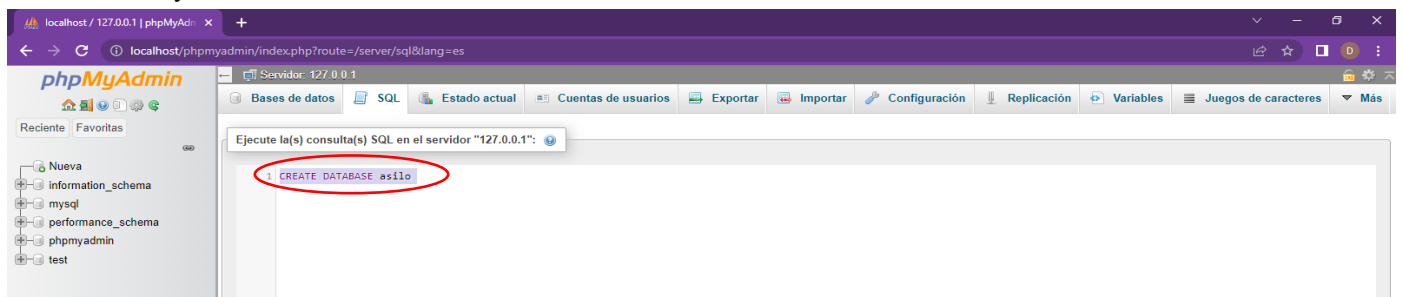 localhost / 127.0.0.1 | phpMyAdn
localhost/phpmyadmin/index.php?route=/server/sql&lang=es
D
phpMyAdmin
Reciente Favoritas
Nueva
information_schema
mysql
performance_schema
phpmyadmin
test
Servidor: 127.0.0.1
Bases de datos SQL Estado actual Cuentas de usuarios Exportar Importar Configuración Replicación Variables Juegos de caracteres Más
Ejecute la(s) consulta(s) SQL en el servidor "127.0.0.1":
1 CREATE DATABASE asilo